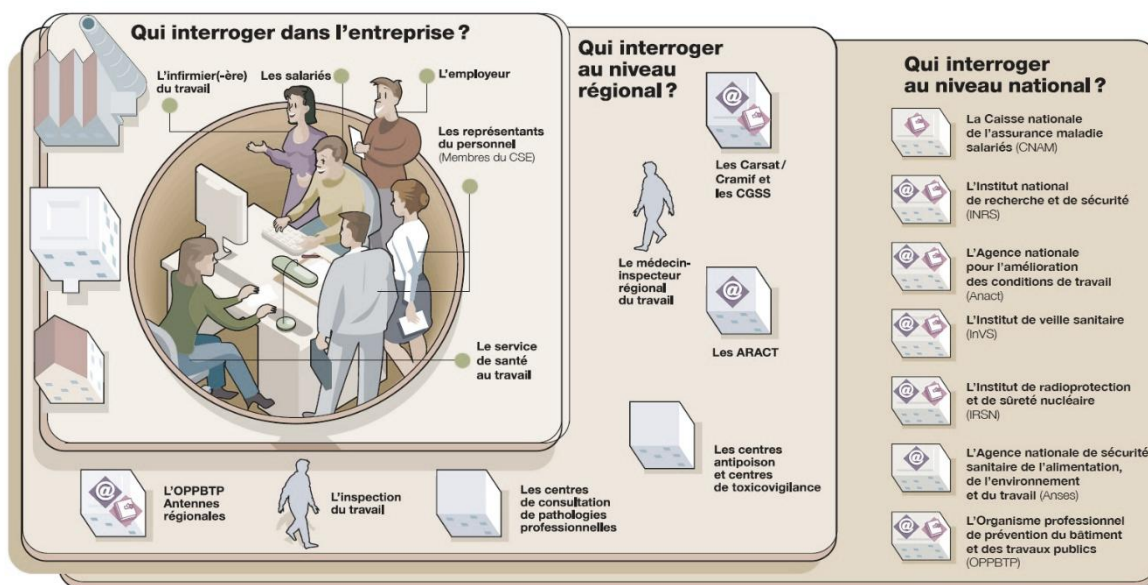 Qui interroger dans l'entreprise ?
L'infirmier(-ère)
du travail
Les salariés
L'employeur
Les représentants
du personnel
(Membres du CSE)
Le service
de santé
au travail
Qui interroger
au niveau
régional ?
@
Les Carsat /
Cramif et
les CGSS
Le médecin-
inspecteur
régional
du travail
@
Les ARACT
Les centres
antipoison
et centres
de toxicovigilance
@
L'OPPBTP
Antennes
régionales
L'inspection
du travail
Les centres
de consultation
de pathologies
professionnelles
Qui interroger
au niveau national ?
La Caisse nationale
de l'assurance maladie
salariés (CNAM)
@
L'Institut national
de recherche et de sécurité
(INRS)
@
L'Agence nationale
pour l'amélioration
des conditions de travail
(Anact)
@
L'Institut de veille sanitaire
(InVS)
@
L'Institut de radioprotection
et de sûreté nucléaire
(IRSN)
@
L'Agence nationale de sécurité
sanitaire de l'alimentation,
de l'environnement
et du travail (Anses)
@
L'Organisme professionnel
de prévention du bâtiment
et des travaux publics
(OPPBTP)